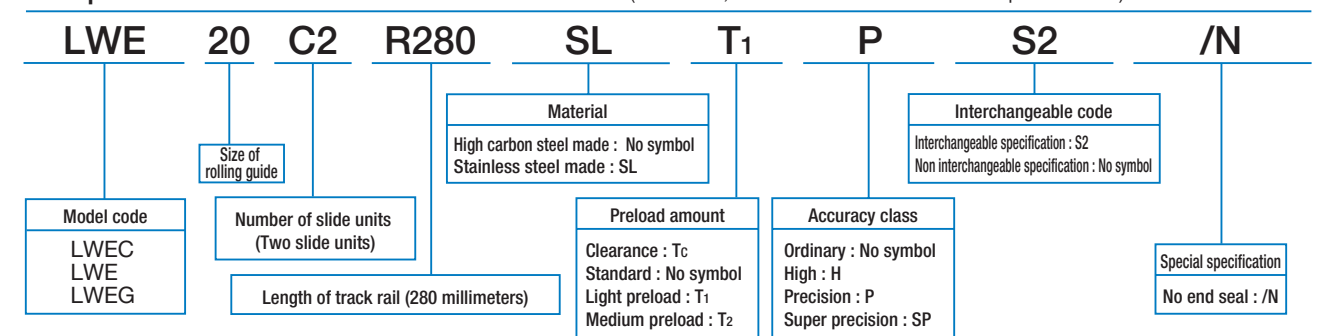 LWE 20 C2 R280 SL T1 P S2 /N
Material
High carbon steel made : No symbol
Stainless steel made : SL
Interchangeable code
Interchangeable specification : S2
Non interchangeable specification : No symbol
Size of
rolling guide
Model code
LWEC
LWE
LWEG
Number of slide units
(Two slide units)
Length of track rail (280 millimeters)
Preload amount
Clearance : Tc
Standard : No symbol
Light preload : T1
Medium preload : T2
Accuracy class
Ordinary : No symbol
High : H
Precision : P
Super precision : SP
Special specification
No end seal : /N